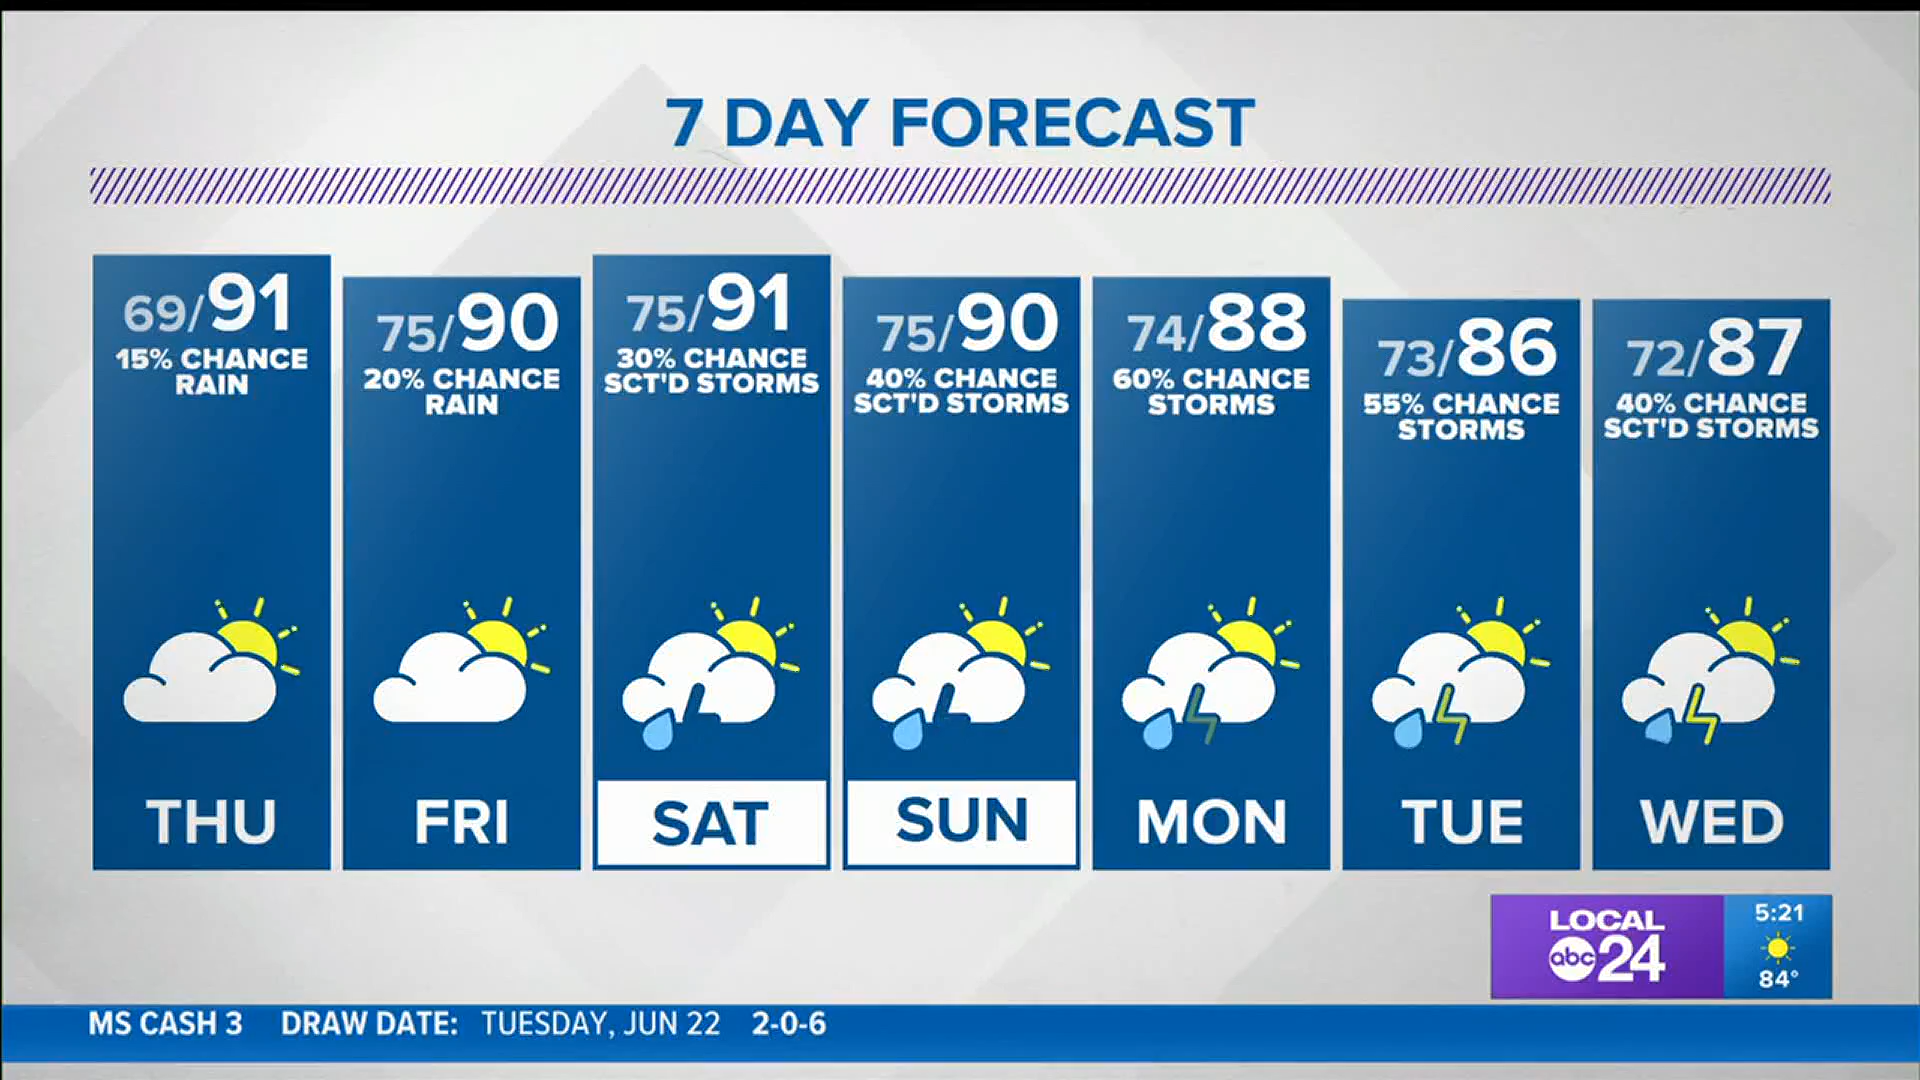 7 DAY FORECAST
69/91
15% CHANCE
RAIN
THU
75/90
20% CHANCE
RAIN
FRI
75/91
30% CHANCE
SCT'D STORMS
SAT
75/90
40% CHANCE
SCT'D STORMS
SUN
74/88
60% CHANCE
STORMS
MON
73/86
55% CHANCE
STORMS
TUE
72/87
40% CHANCE
SCT'D STORMS
WED
LOCAL
abc 24
5:21
84°
MS CASH 3 DRAW DATE: TUESDAY, JUN 22 2-0-6